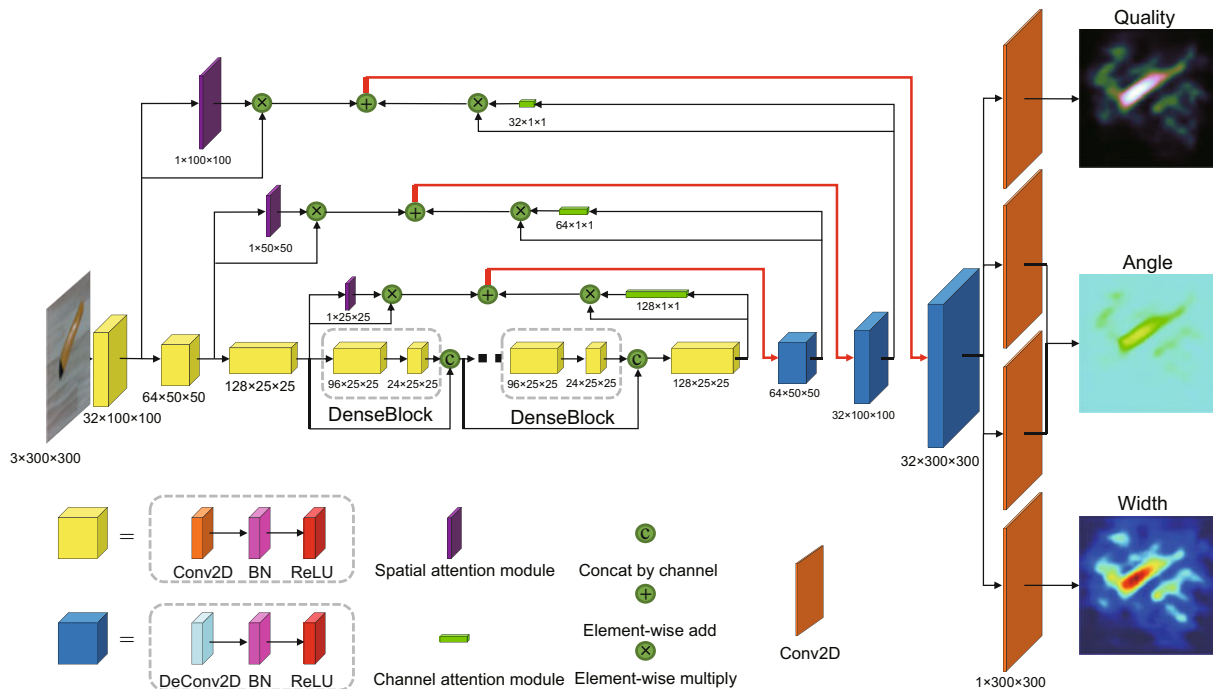 Quality
32×1×1
1×100×100
64×1×1
1×50×50
Angle
128×1×1
1×25×25
96×25×25
24×25×25
C
96×25×25
24×25×25
C
128×25×25
128×25×25
64×50×50
64×50×50
DenseBlock
DenseBlock
32×100×100
32×100×100
3×300×300
32×300×300
Width
=
Conv2D
BN
ReLU
Spatial attention module
C
Concat by channel
=
DeConv2D
BN
ReLU
Channel attention module
Element-wise add
Element-wise multiply
Conv2D
1×300×300